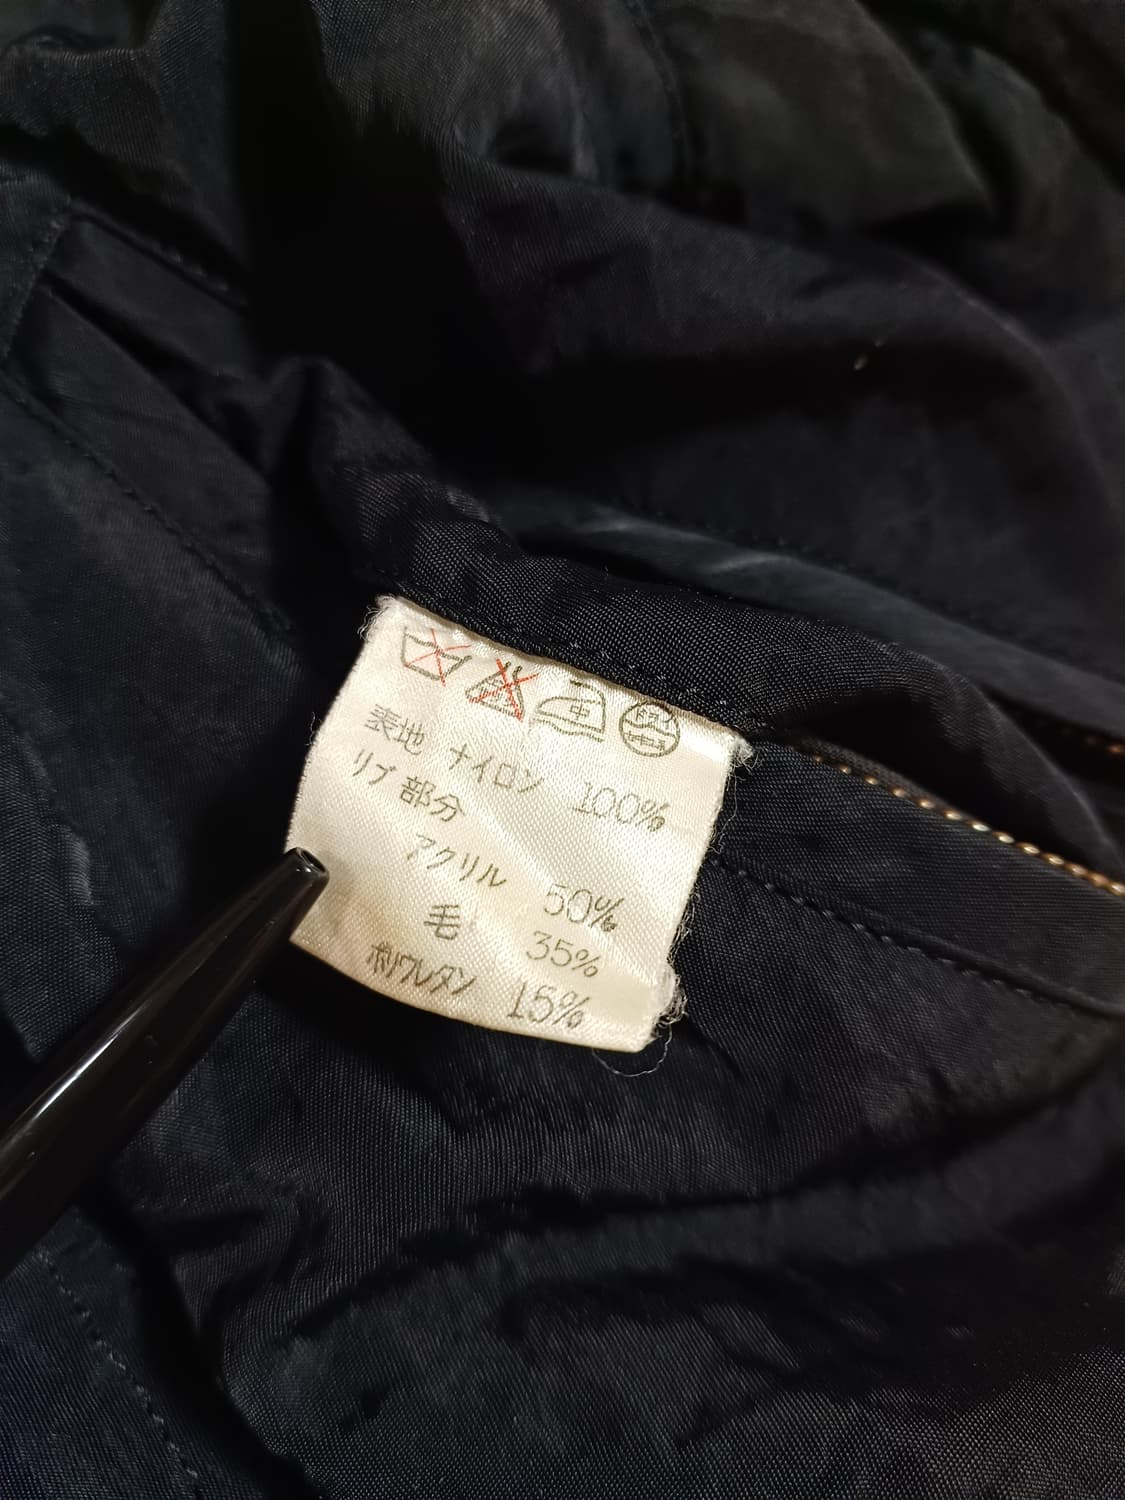 中
表地 ナイロン 100%
リブ部分
アクリル 50%
毛 35%
ポリウレタン 15%